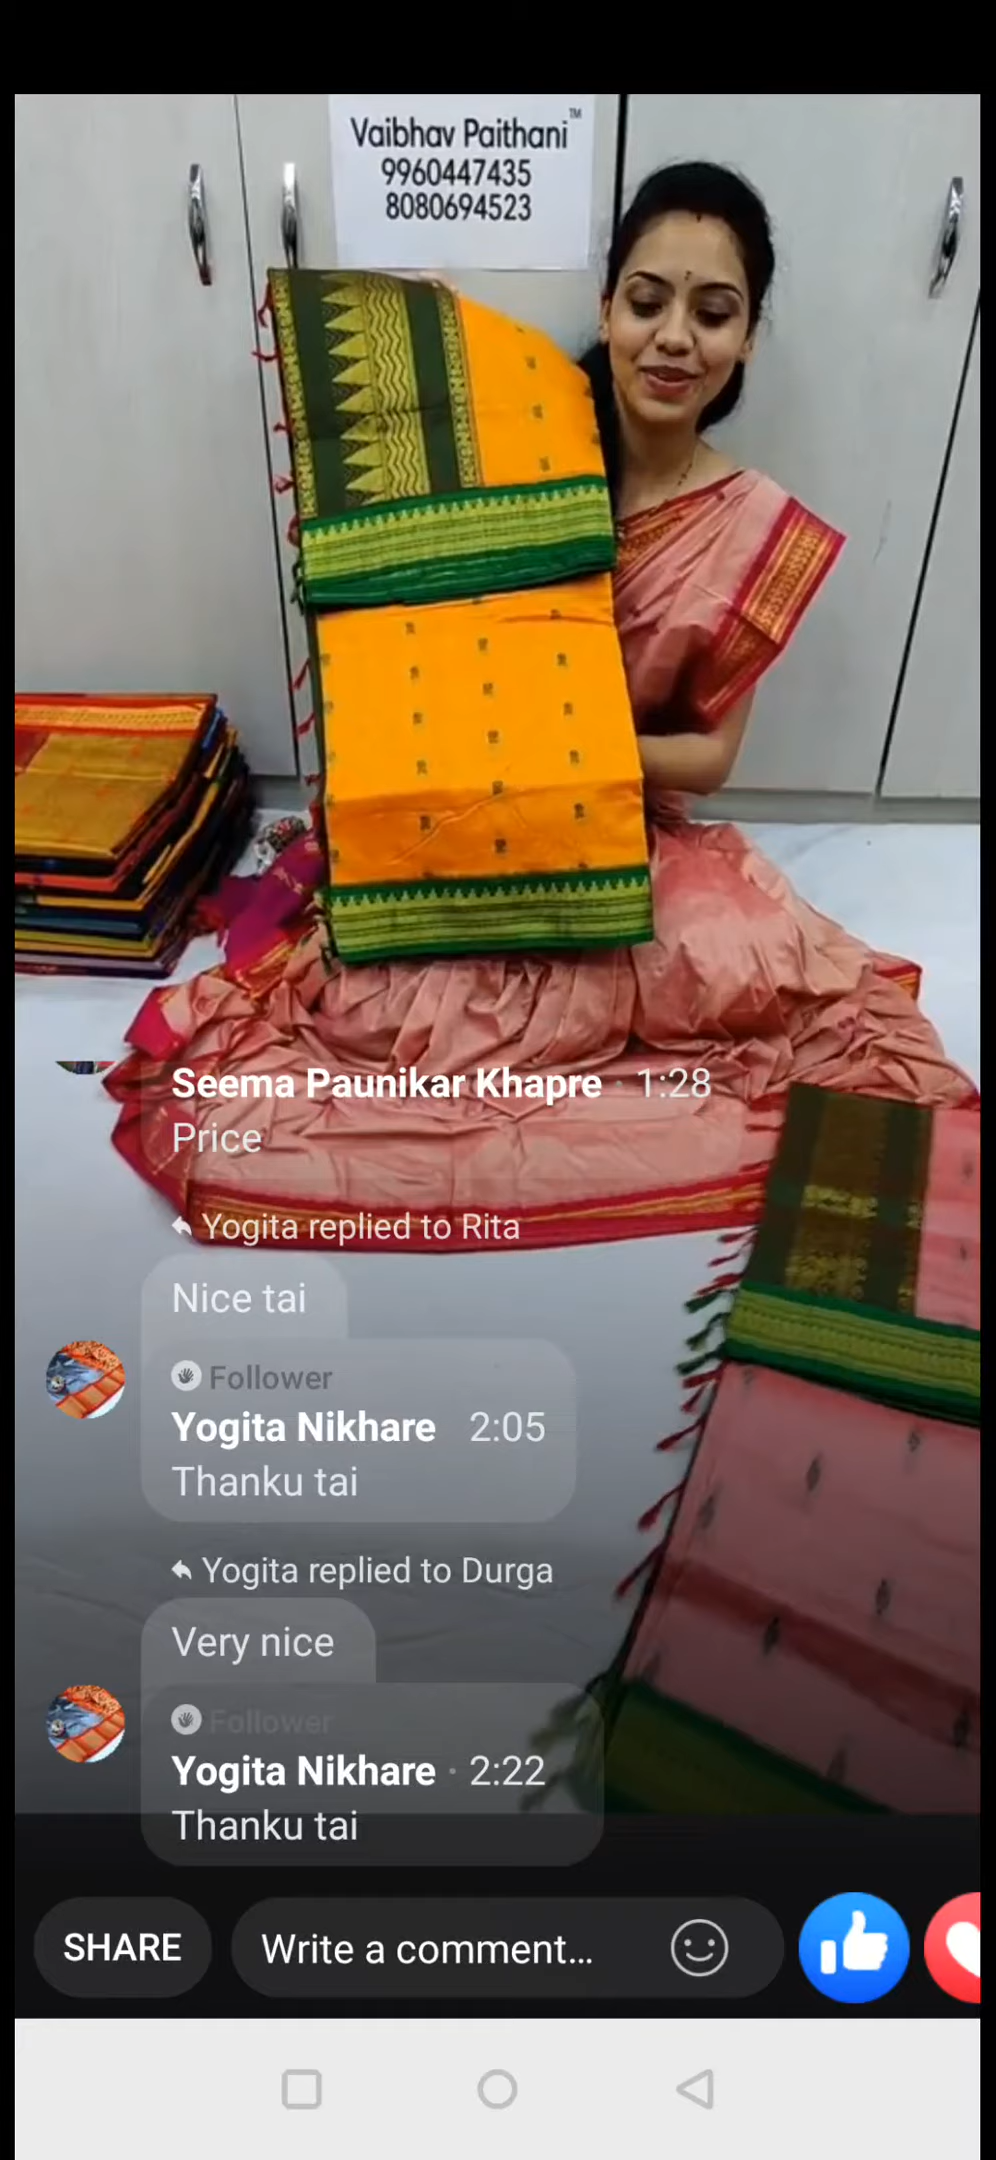 Vaibhav Paithani™
9960447435
8080694523
Seema Paunikar Khapre · 1:28
Price
Yogita replied to Rita
Nice tai
Follower
Yogita Nikhare 2:05
Thanku tai
Yogita replied to Durga
Very nice
Follower
Yogita Nikhare · 2:22
Thanku tai
SHARE
Write a comment...